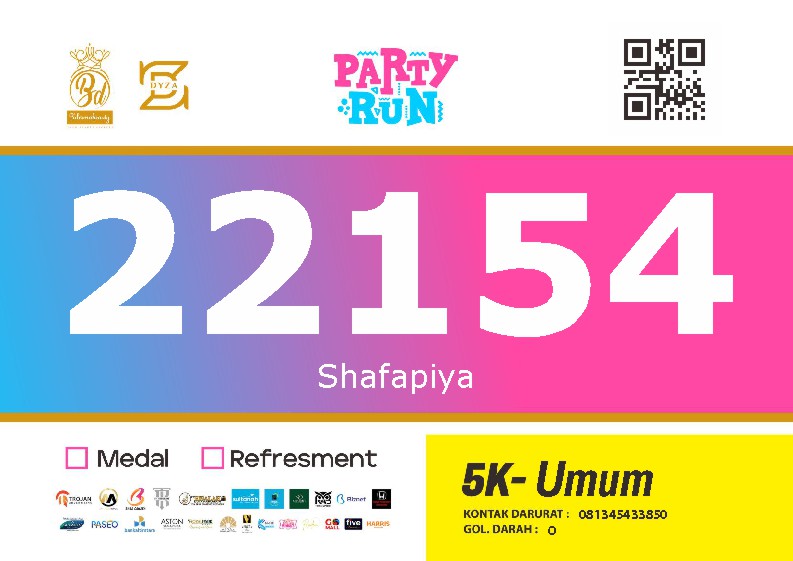 Bd
DYZA
PARTY
RUN
22154
Shafapiya
Medal
Refresment
TROJAN
sultanah
Biznet
PASEO
ASTON
five
HARRIS
5K- Umum
KONTAK DARURAT : 081345433850
GOL. DARAH : O